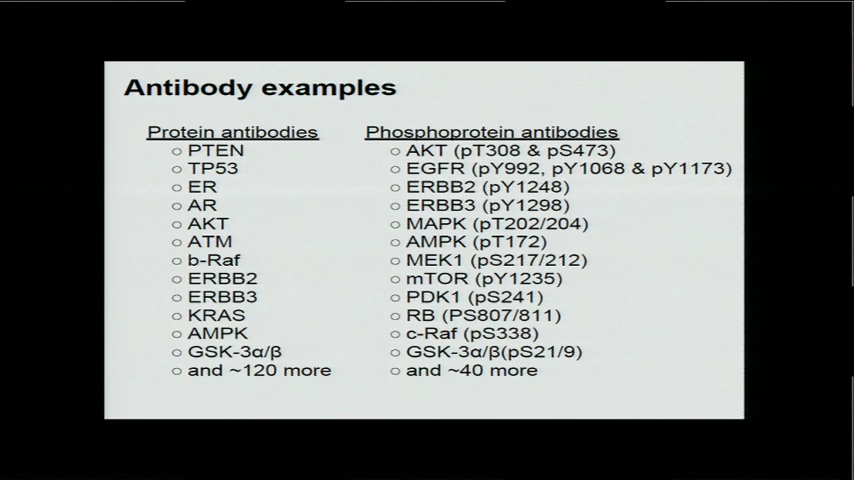 Antibody examples
Protein antibodies
○ PTEN
○ TP53
○ ER
○ AR
○ AKT
○ ATM
○ b-Raf
○ ERBB2
○ ERBB3
○ KRAS
○ AMPK
○ GSK-3α/β
○ and ~120 more
Phosphoprotein antibodies
○ AKT (pT308 & pS473)
○ EGFR (pY992, pY1068 & pY1173)
○ ERBB2 (pY1248)
○ ERBB3 (pY1298)
○ MAPK (pT202/204)
○ AMPK (pT172)
○ MEK1 (pS217/212)
○ mTOR (pY1235)
○ PDK1 (pS241)
○ RB (PS807/811)
○ c-Raf (pS338)
○ GSK-3α/β(pS21/9)
○ and ~40 more